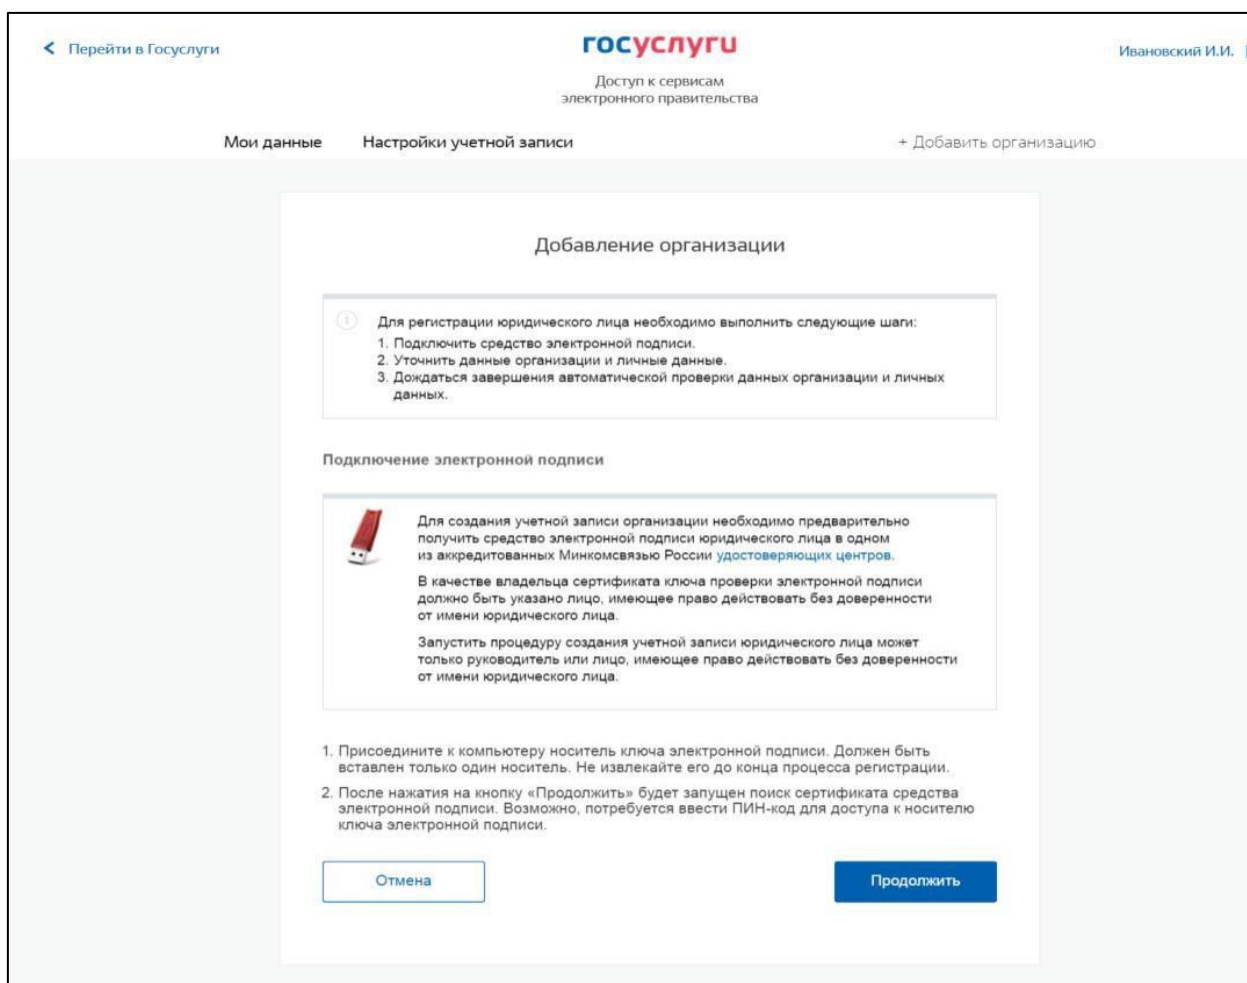 Перейти в Госуслуги
госуслуги
Ивановский И.И.
Доступ к сервисам
электронного правительства
Мои данные
Настройки учетной записи
+ Добавить организацию
Добавление организации
Для регистрации юридического лица необходимо выполнить следующие шаги:
1. Подключить средство электронной подписи.
2. Уточнить данные организации и личные данные.
3. Дождаться завершения автоматической проверки данных организации и личных
данных.
Подключение электронной подписи
Для создания учетной записи организации необходимо предварительно
получить средство электронной подписи юридического лица в одном
из аккредитованных Минкомсвязью России удостоверяющих центров.
В качестве владельца сертификата ключа проверки электронной подписи
должно быть указано лицо, имеющее право действовать без доверенности
от имени юридического лица.
Запустить процедуру создания учетной записи юридического лица может
только руководитель или лицо, имеющее право действовать без доверенности
от имени юридического лица.
1. Присоедините к компьютеру носитель ключа электронной подписи. Должен быть
вставлен только один носитель. Не извлекайте его до конца процесса регистрации.
2. После нажатия на кнопку «Продолжить» будет запущен поиск сертификата средства
электронной подписи. Возможно, потребуется ввести ПИН-код для доступа к носителю
ключа электронной подписи.
Отмена
Продолжить